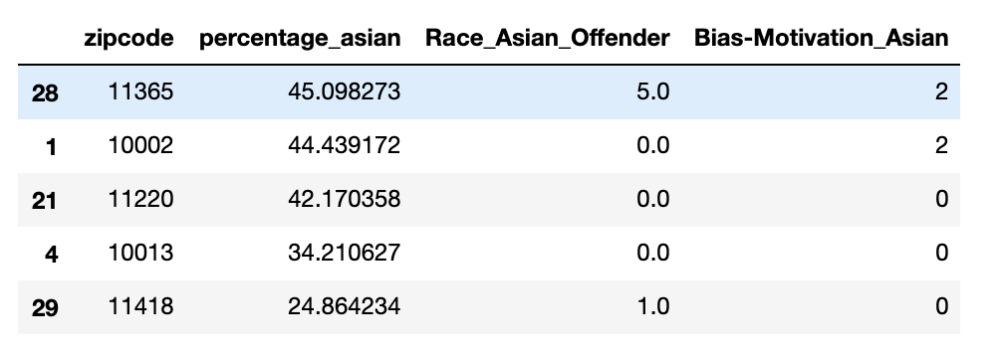 zipcode percentage_asian Race_Asian_Offender Bias-Motivation_Asian
28 11365 45.098273 5.0 2
1 10002 44.439172 0.0 2
21 11220 42.170358 0.0 0
4 10013 34.210627 0.0 0
29 11418 24.864234 1.0 0